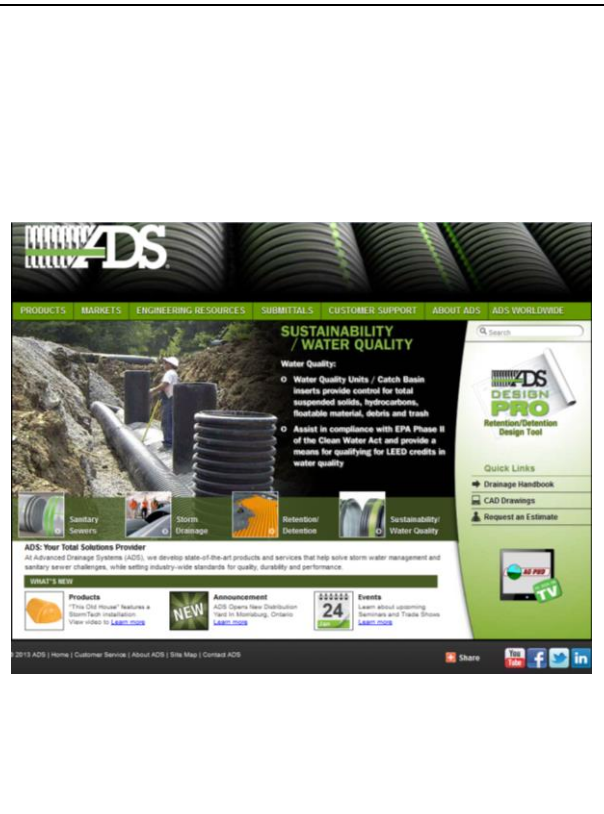 ADS
PRODUCTS MARKETS ENGINEERING RESOURCES SUBMITTALS CUSTOMER SUPPORT ABOUT ADS ADS WORLDWIDE
SUSTAINABILITY
/ WATER QUALITY
Water Quality:
Water Quality Units / Catch Basin
inserts provide control for total
suspended solids, hydrocarbons,
floatable material, debris and trash
Assist in compliance with EPA Phase II
of the Clean Water Act and provide a
means for qualifying for LEED credits in
water quality
Search
ADS
DESIGN
PRO
Retention/Detention
Design Tool
Quick Links
Drainage Handbook
CAD Drawings
Request an Estimate
Sanitary
Sewers
Storm
Drainage
Retention/
Detention
Sustainability/
Water Quality
ADS: Your Total Solutions Provider
At Advanced Drainage Systems (ADS), we develop state-of-the-art products and services that help solve storm water management and
sanitary sewer challenges, while setting industry-wide standards for quality, durability and performance.
WHAT'S NEW
Products
"This Old House" features a
StormTech installation.
View video to Learn more
NEW
Announcement
ADS Opens New Distribution
Yard In Morrisburg, Ontario
Learn more
24
Events
Learn about upcoming
Seminars and Trade Shows
Learn more
AG-PRO
TV
2013 ADS | Home | Customer Service | About ADS | Site Map | Contact ADS
Share
You
Tube
f
in